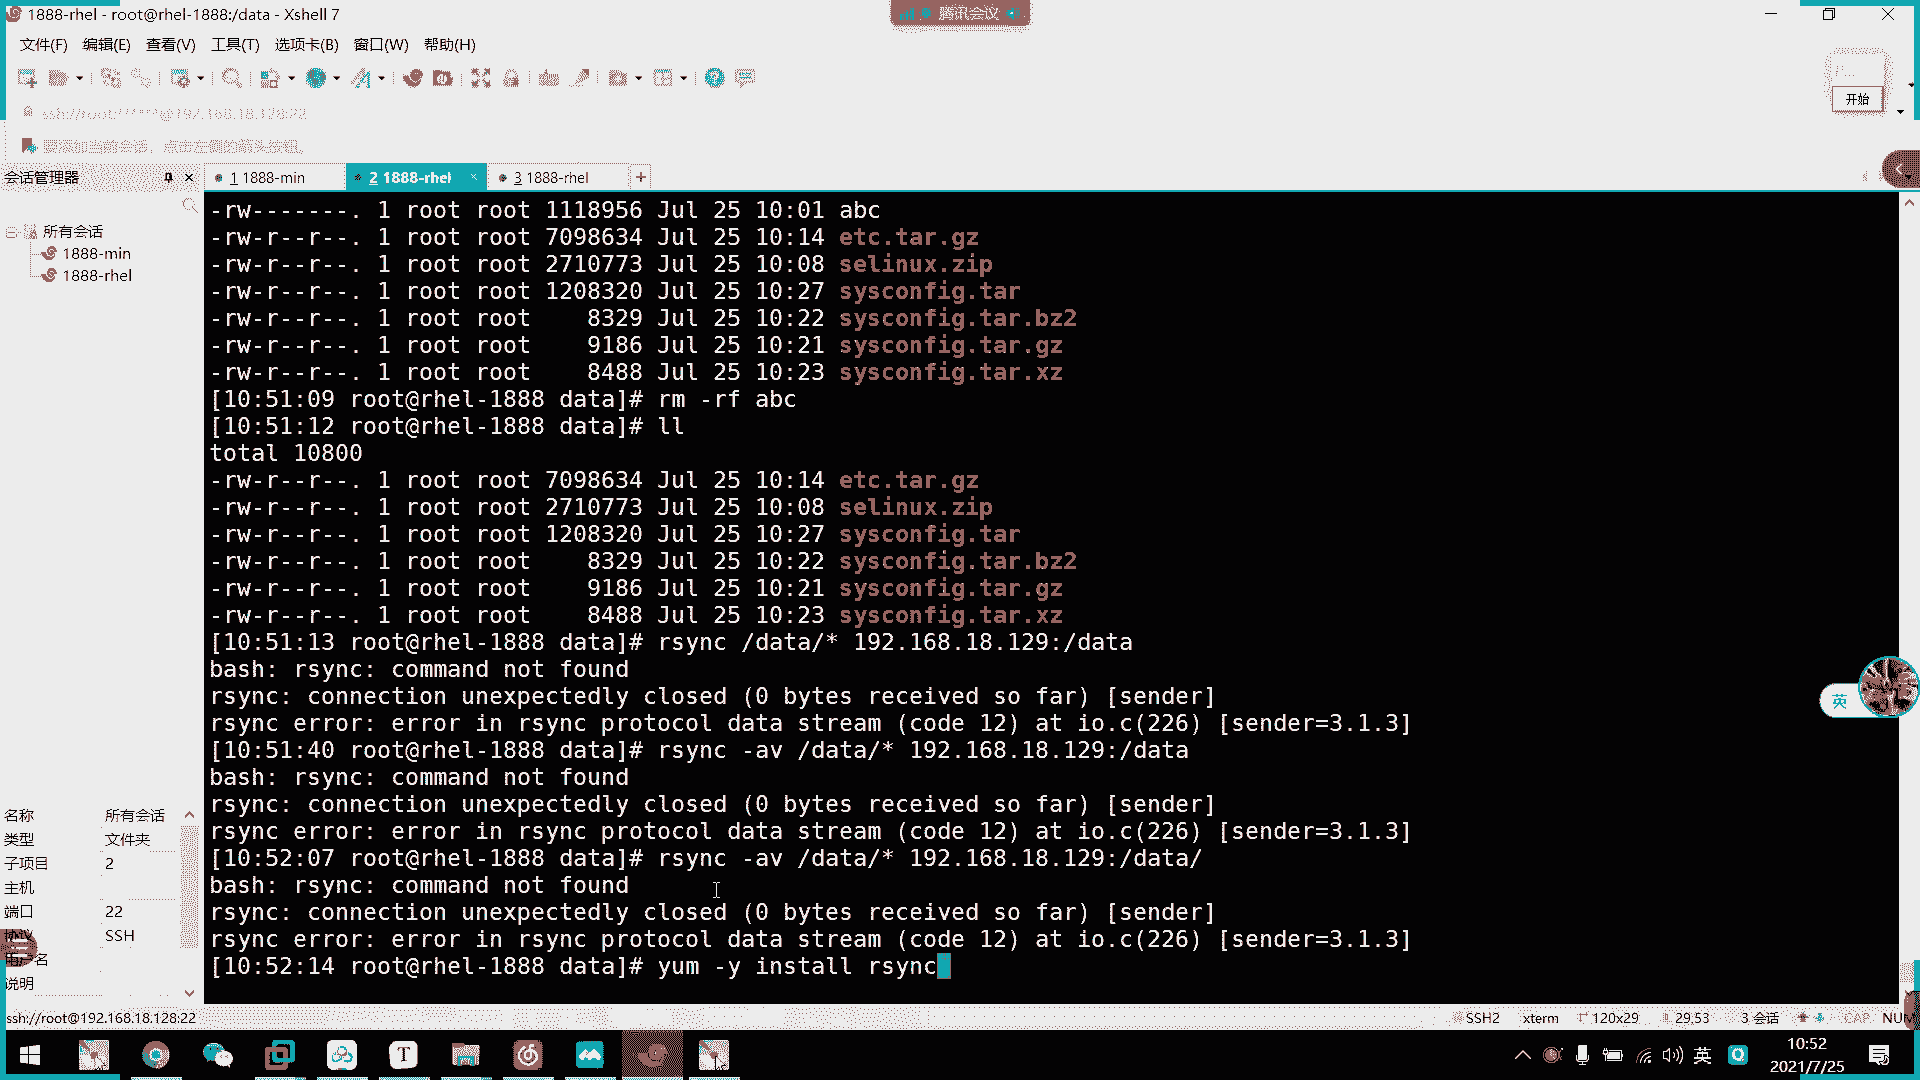 1888-rhel - root@rhel-1888:/data - Xshell 7
腾讯会议
文件(F) 编辑(E) 查看(V) 工具(T) 选项卡(B) 窗口(W) 帮助(H)
开始
ssh://root:*****@192.168.18.128:22
要添加当前会话，点击左侧的箭头按钮。
会话管理器
1 1888-min
2 1888-rhel
3 1888-rhel
所有会话
1888-min
1888-rhel
-rw-------. 1 root root 1118956 Jul 25 10:01 abc
-rw-r--r--. 1 root root 7098634 Jul 25 10:14 etc.tar.gz
-rw-r--r--. 1 root root 2710773 Jul 25 10:08 selinux.zip
-rw-r--r--. 1 root root 1208320 Jul 25 10:27 sysconfig.tar
-rw-r--r--. 1 root root    8329 Jul 25 10:22 sysconfig.tar.bz2
-rw-r--r--. 1 root root    9186 Jul 25 10:21 sysconfig.tar.gz
-rw-r--r--. 1 root root    8488 Jul 25 10:23 sysconfig.tar.xz
[10:51:09 root@rhel-1888 data]# rm -rf abc
[10:51:12 root@rhel-1888 data]# ll
total 10800
-rw-r--r--. 1 root root 7098634 Jul 25 10:14 etc.tar.gz
-rw-r--r--. 1 root root 2710773 Jul 25 10:08 selinux.zip
-rw-r--r--. 1 root root 1208320 Jul 25 10:27 sysconfig.tar
-rw-r--r--. 1 root root    8329 Jul 25 10:22 sysconfig.tar.bz2
-rw-r--r--. 1 root root    9186 Jul 25 10:21 sysconfig.tar.gz
-rw-r--r--. 1 root root    8488 Jul 25 10:23 sysconfig.tar.xz
[10:51:13 root@rhel-1888 data]# rsync /data/* 192.168.18.129:/data
bash: rsync: command not found
rsync: connection unexpectedly closed (0 bytes received so far) [sender]
rsync error: error in rsync protocol data stream (code 12) at io.c(226) [sender=3.1.3]
[10:51:40 root@rhel-1888 data]# rsync -av /data/* 192.168.18.129:/data
bash: rsync: command not found
rsync: connection unexpectedly closed (0 bytes received so far) [sender]
rsync error: error in rsync protocol data stream (code 12) at io.c(226) [sender=3.1.3]
[10:52:07 root@rhel-1888 data]# rsync -av /data/* 192.168.18.129:/data/
bash: rsync: command not found
rsync: connection unexpectedly closed (0 bytes received so far) [sender]
rsync error: error in rsync protocol data stream (code 12) at io.c(226) [sender=3.1.3]
[10:52:14 root@rhel-1888 data]# yum -y install rsync
英
名称 所有会话
类型 文件夹
子项目 2
主机
端口 22
协议 SSH
用户名
说明
ssh://root@192.168.18.128:22
SSH2 xterm 120x29 29,53 3 会话 CAP NUM
英
10:52
2021/7/25